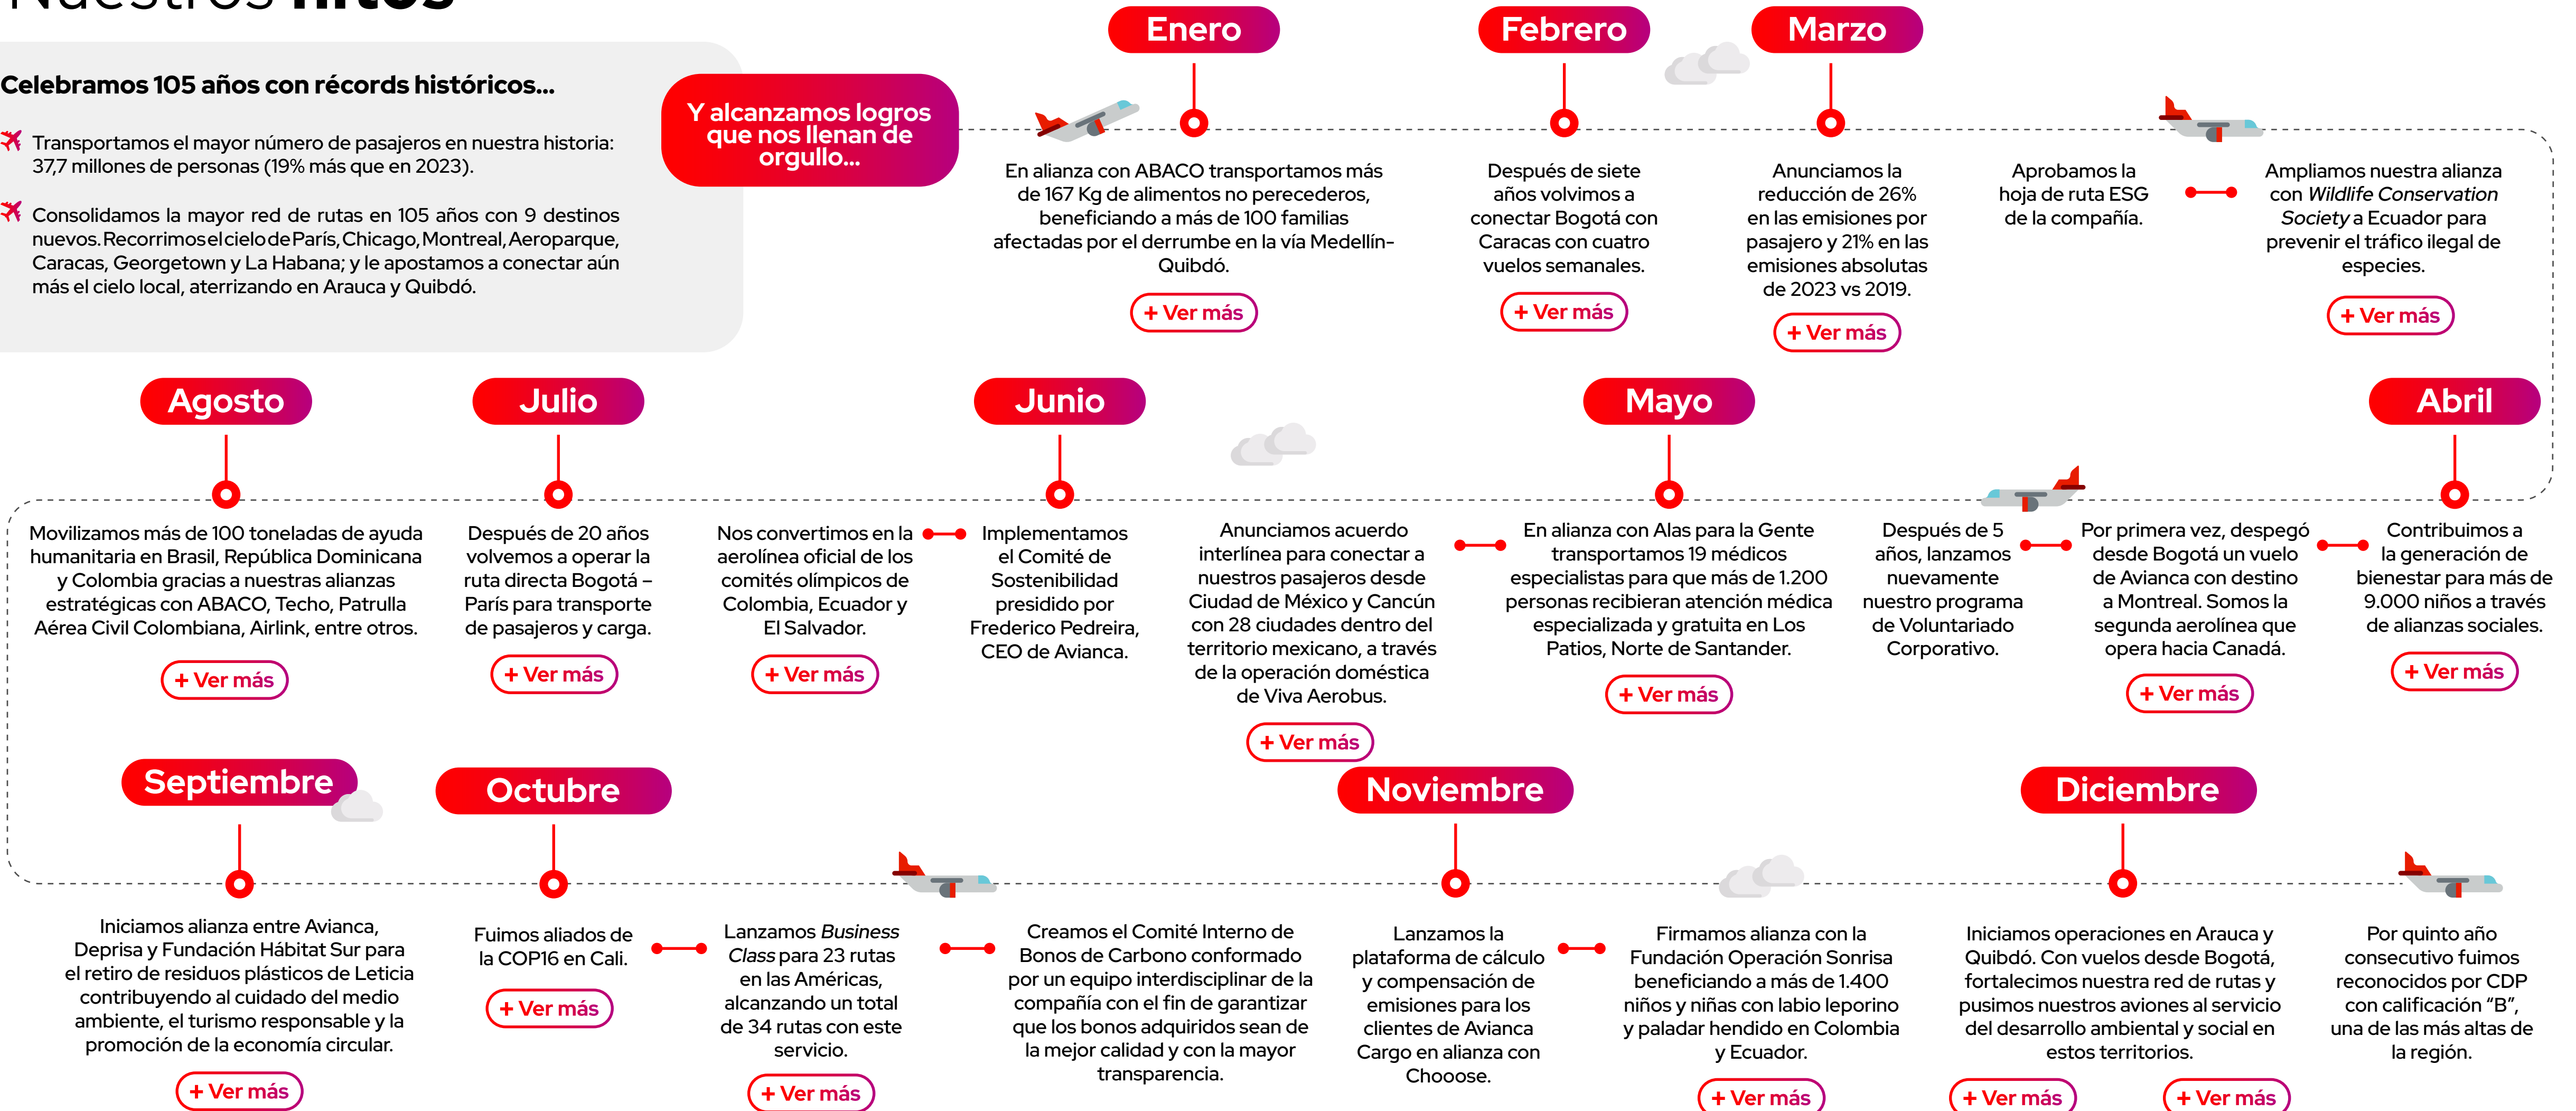 Nuestros hitos
Celebramos 105 años con récords históricos...
Transportamos el mayor número de pasajeros en nuestra historia:
37,7 millones de personas (19% más que en 2023).
Consolidamos la mayor red de rutas en 105 años con 9 destinos
nuevos. Recorrimos el cielo de París, Chicago, Montreal, Aeroparque,
Caracas, Georgetown y La Habana; y le apostamos a conectar aún
más el cielo local, aterrizando en Arauca y Quibdó.
Y alcanzamos logros
que nos llenan de
orgullo...
Enero
En alianza con ABACO transportamos más
de 167 Kg de alimentos no perecederos,
beneficiando a más de 100 familias
afectadas por el derrumbe en la vía Medellín-
Quibdó.
+ Ver más
Febrero
Después de siete
años volvimos a
conectar Bogotá con
Caracas con cuatro
vuelos semanales.
+ Ver más
Marzo
Anunciamos la
reducción de 26%
en las emisiones por
pasajero y 21% en las
emisiones absolutas
de 2023 vs 2019.
+ Ver más
Aprobamos la
hoja de ruta ESG
de la compañía.
Ampliamos nuestra alianza
con Wildlife Conservation
Society a Ecuador para
prevenir el tráfico ilegal de
especies.
+ Ver más
Abril
Contribuimos a
la generación de
bienestar para más de
9.000 niños a través
de alianzas sociales.
+ Ver más
Por primera vez, despegó
desde Bogotá un vuelo
de Avianca con destino
a Montreal. Somos la
segunda aerolínea que
opera hacia Canadá.
+ Ver más
Después de 5
años, lanzamos
nuevamente
nuestro programa
de Voluntariado
Corporativo.
Mayo
En alianza con Alas para la Gente
transportamos 19 médicos
especialistas para que más de 1.200
personas recibieran atención médica
especializada y gratuita en Los
Patios, Norte de Santander.
+ Ver más
Anunciamos acuerdo
interlínea para conectar a
nuestros pasajeros desde
Ciudad de México y Cancún
con 28 ciudades dentro del
territorio mexicano, a través
de la operación doméstica
de Viva Aerobus.
+ Ver más
Junio
Implementamos
el Comité de
Sostenibilidad
presidido por
Frederico Pedreira,
CEO de Avianca.
Nos convertimos en la
aerolínea oficial de los
comités olímpicos de
Colombia, Ecuador y
El Salvador.
+ Ver más
Julio
Después de 20 años
volvemos a operar la
ruta directa Bogotá –
París para transporte
de pasajeros y carga.
+ Ver más
Agosto
Movilizamos más de 100 toneladas de ayuda
humanitaria en Brasil, República Dominicana
y Colombia gracias a nuestras alianzas
estratégicas con ABACO, Techo, Patrulla
Aérea Civil Colombiana, Airlink, entre otros.
+ Ver más
Septiembre
Iniciamos alianza entre Avianca,
Deprisa y Fundación Hábitat Sur para
el retiro de residuos plásticos de Leticia
contribuyendo al cuidado del medio
ambiente, el turismo responsable y la
promoción de la economía circular.
+ Ver más
Octubre
Fuimos aliados de
la COP16 en Cali.
+ Ver más
Lanzamos Business
Class para 23 rutas
en las Américas,
alcanzando un total
de 34 rutas con este
servicio.
+ Ver más
Creamos el Comité Interno de
Bonos de Carbono conformado
por un equipo interdisciplinar de la
compañía con el fin de garantizar
que los bonos adquiridos sean de
la mejor calidad y con la mayor
transparencia.
Noviembre
Lanzamos la
plataforma de cálculo
y compensación de
emisiones para los
clientes de Avianca
Cargo en alianza con
Chooose.
Firmamos alianza con la
Fundación Operación Sonrisa
beneficiando a más de 1.400
niños y niñas con labio leporino
y paladar hendido en Colombia
y Ecuador.
+ Ver más
Diciembre
Iniciamos operaciones en Arauca y
Quibdó. Con vuelos desde Bogotá,
fortalecimos nuestra red de rutas y
pusimos nuestros aviones al servicio
del desarrollo ambiental y social en
estos territorios.
+ Ver más
+ Ver más
Por quinto año
consecutivo fuimos
reconocidos por CDP
con calificación “B”,
una de las más altas de
la región.